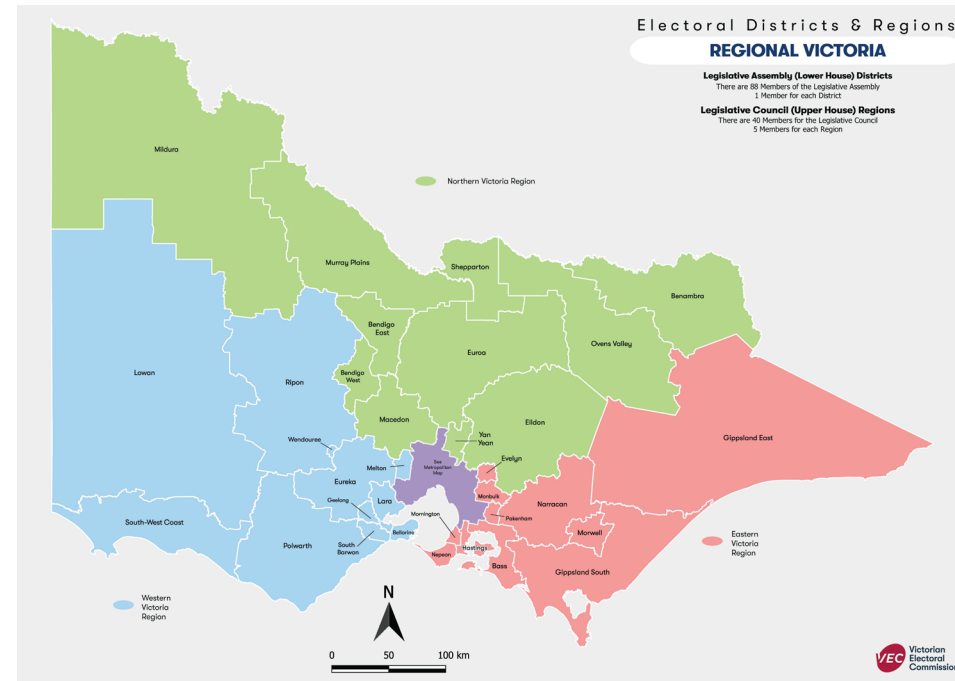 Electoral Districts & Regions
REGIONAL VICTORIA
Legislative Assembly (Lower House) Districts
There are 88 Members of the Legislative Assembly
1 Member for each District
Legislative Council (Upper House) Regions
There are 40 Members for the Legislative Council
5 Members for each Region
Mildura
Northern Victoria Region
Murray Plains
Shepparton
Benambra
Bendigo
East
Euroa
Ovens Valley
Lowan
Ripon
Bendigo
West
Macedon
Eildon
Yan
Yean
Gippsland East
Wendouree
Evelyn
Melton
See
Metropolitan
Map
Eureka
Monbulk
Geelong
Lara
Narracan
Mornington
Pakenham
South-West Coast
Bellarine
Morwell
Polwarth
South
Barwon
Nepean
Hastings
Bass
Gippsland South
Eastern
Victoria
Region
Western
Victoria
Region
N
0 50 100 km
VEC
Victorian
Electoral
Commission